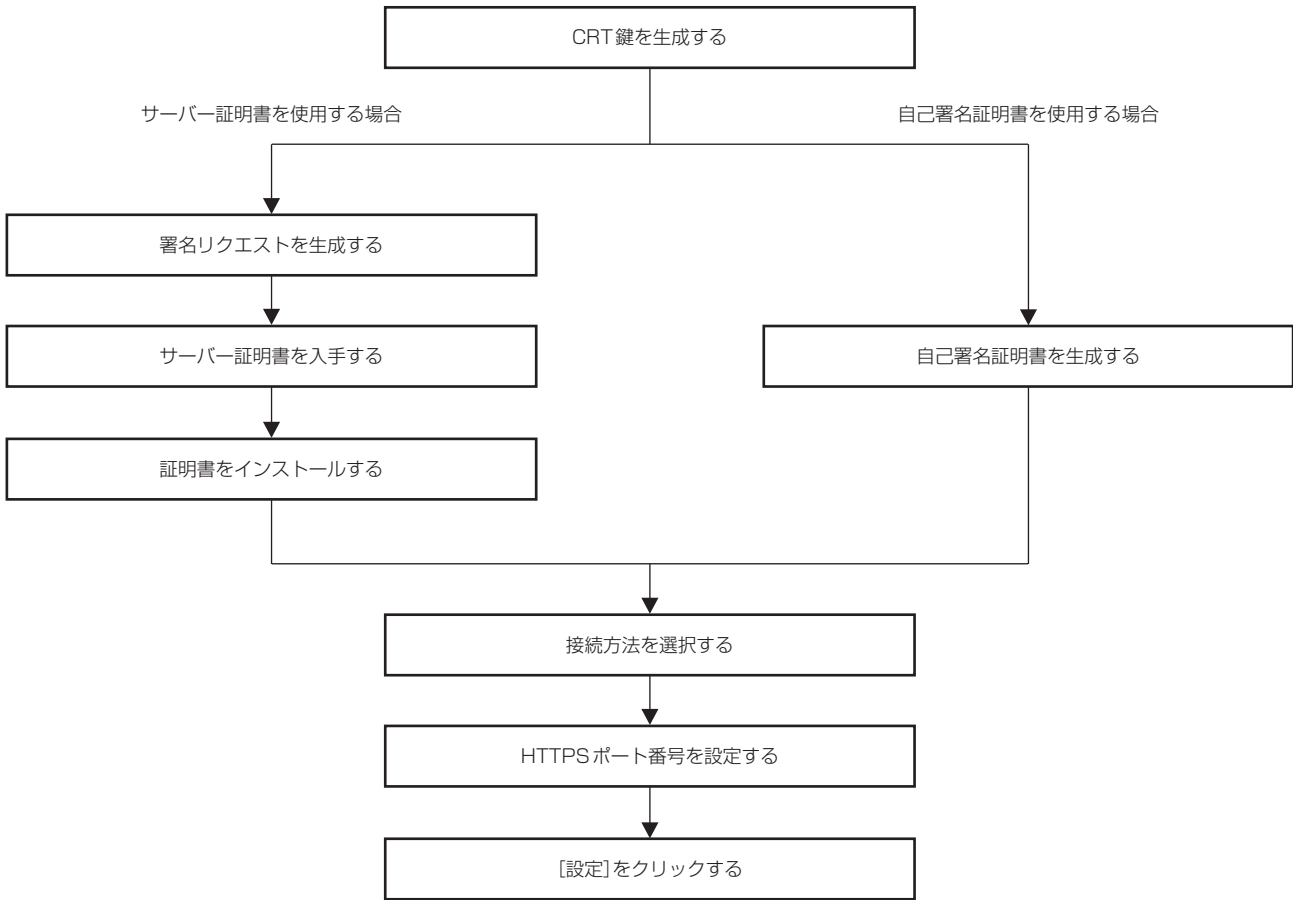 CRT鍵を生成する
サーバー証明書を使用する場合
自己署名証明書を使用する場合
署名リクエストを生成する
サーバー証明書を入手する
自己署名証明書を生成する
証明書をインストールする
接続方法を選択する
HTTPSポート番号を設定する
[設定]をクリックする